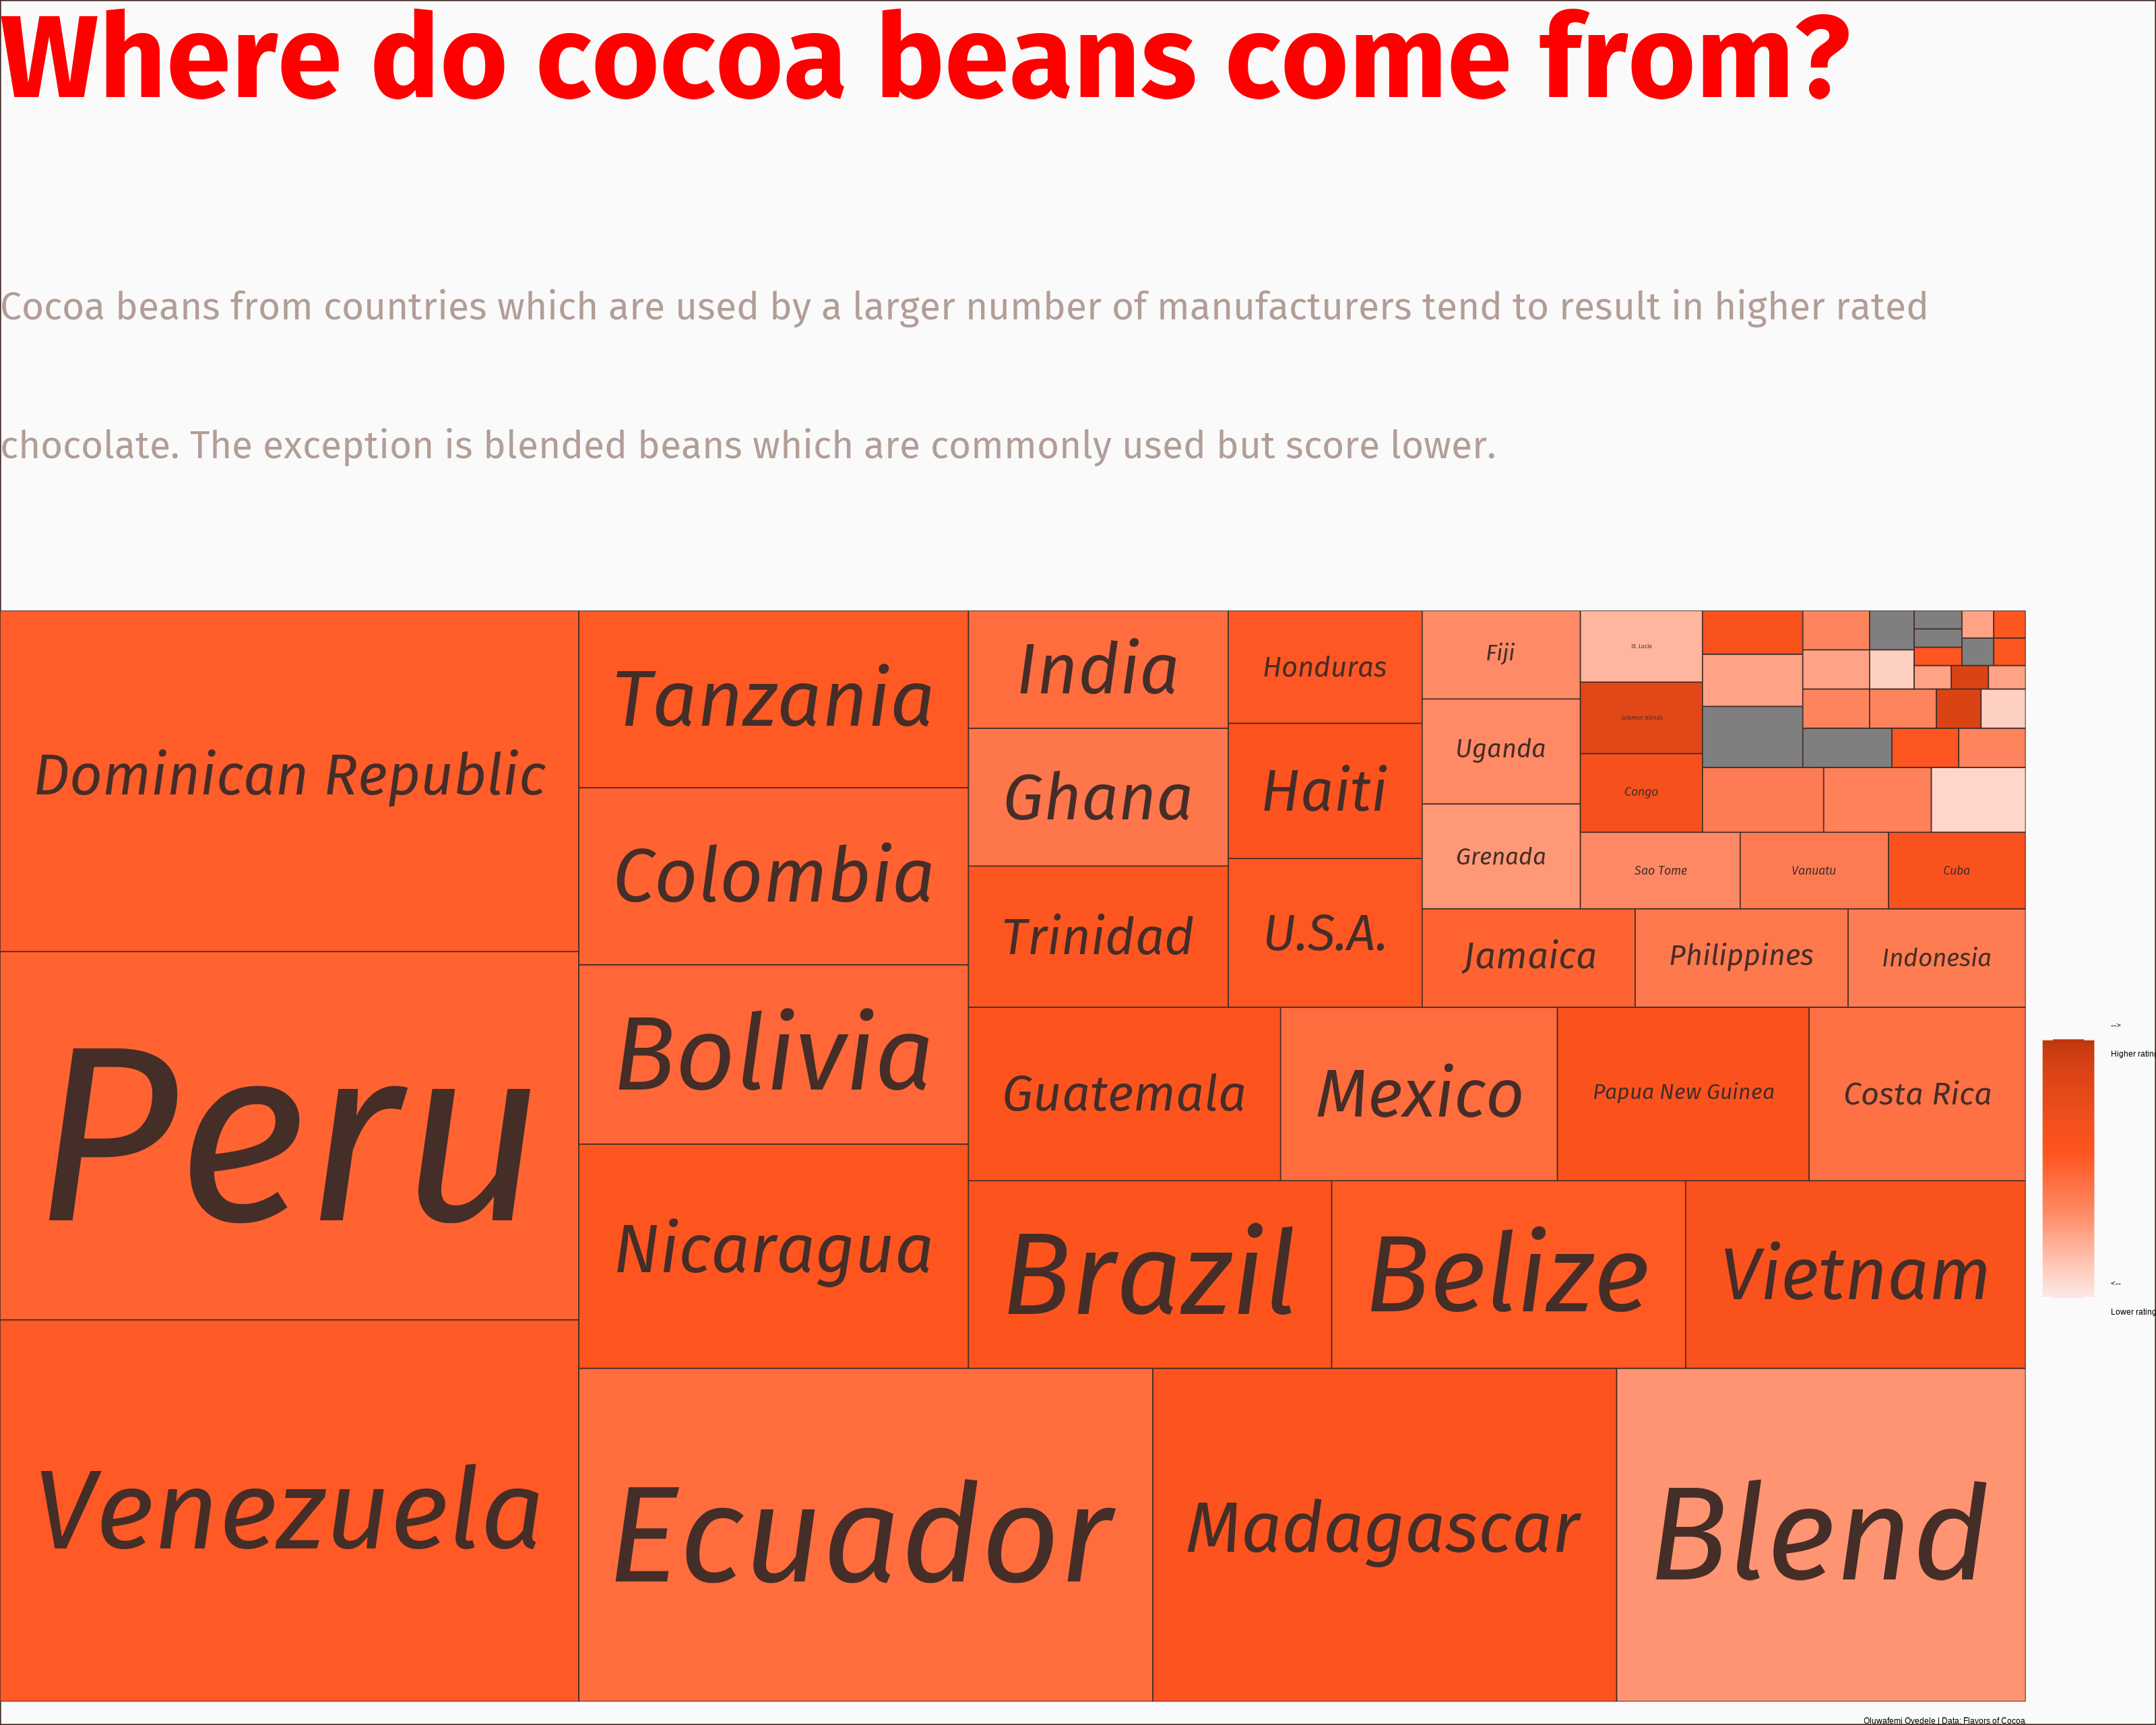 Where do cocoa beans come from?
Cocoa beans from countries which are used by a larger number of manufacturers tend to result in higher rated
chocolate. The exception is blended beans which are commonly used but score lower.
Dominican Republic
Peru
Venezuela
Tanzania
Colombia
Bolivia
Nicaragua
Ecuador
Madagascar
Blend
India
Ghana
Trinidad
Honduras
Haiti
U.S.A.
Guatemala
Mexico
Papua New Guinea
Costa Rica
Brazil
Belize
Vietnam
Fiji
Uganda
Grenada
Jamaica
Philippines
Indonesia
St. Lucia
Solomon Islands
Congo
Sao Tome
Vanuatu
Cuba
-->
Higher rating
<--
Lower rating
Oluwafemi Oyedele | Data: Flavors of Cocoa